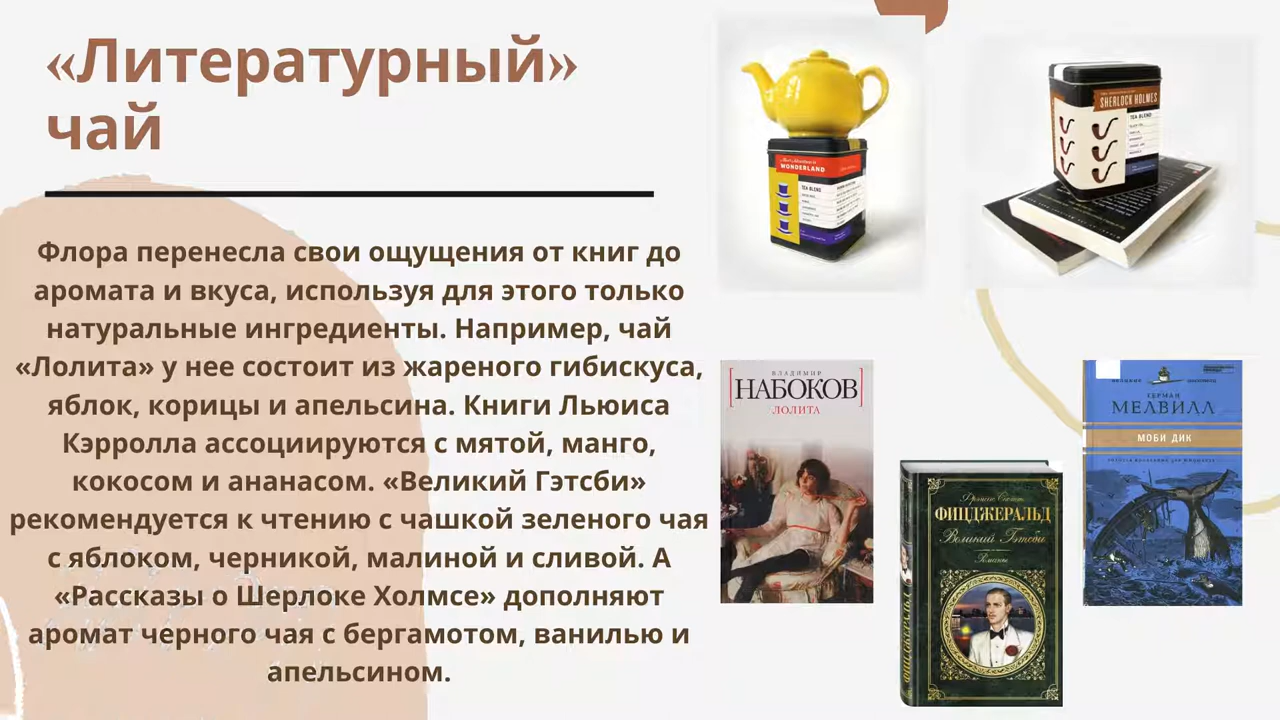 «Литературный»
чай
Флора перенесла свои ощущения от книг до
аромата и вкуса, используя для этого только
натуральные ингредиенты. Например, чай
«Лолита» у нее состоит из жареного гибискуса,
яблок, корицы и апельсина. Книги Льюиса
Кэрролла ассоциируются с мятой, манго,
кокосом и ананасом. «Великий Гэтсби»
рекомендуется к чтению с чашкой зеленого чая
с яблоком, черникой, малиной и сливой. А
«Рассказы о Шерлоке Холмсе» дополняют
аромат черного чая с бергамотом, ванилью и
апельсином.
WONDERLAND
TEA BLEND
SHERLOCK HOLMES
TEA BLEND
ВЛАДИМИР
НАБОКОВ
ЛОЛИТА
ФИЦДЖЕРАЛЬД
Великий Гэтсби
Романы
ФИЦДЖЕРАЛЬД
ГЕРМАН
МЕЛВИЛЛ
МОБИ ДИК